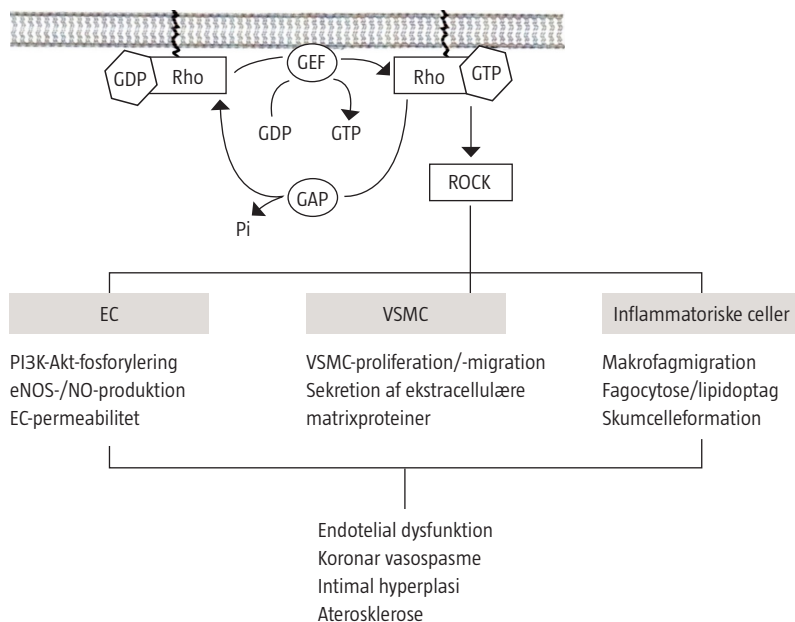 GDP
Rho
GEF
Rho
GTP
GDP
GTP
ROCK
GAP
Pi
EC
VSMC
Inflammatoriske celler
PI3K-Akt-fosforylering
eNOS-/NO-produktion
EC-permeabilitet
VSMC-proliferation/-migration
Sekretion af ekstracellulære
matrixproteiner
Makrofagmigration
Fagocytose/lipidoptag
Skumcelleformation
Endotelial dysfunktion
Koronar vasospasme
Intimal hyperplasi
Aterosklerose